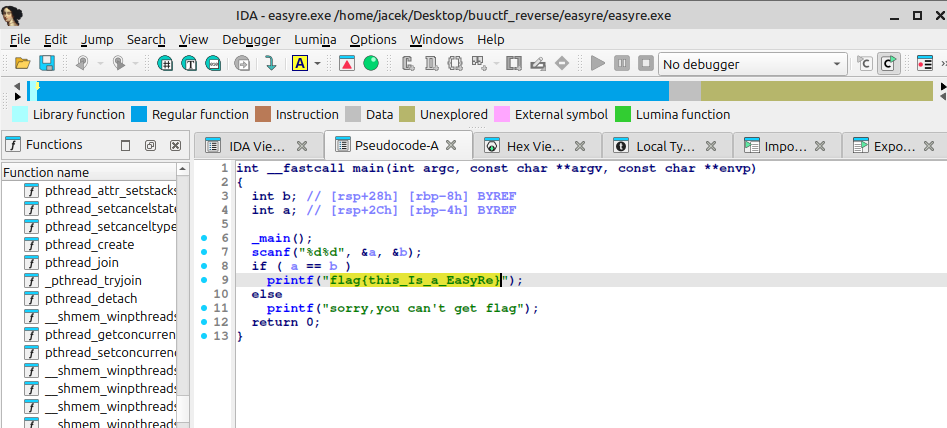 IDA - easyre.exe /home/jacek/Desktop/buuctf_reverse/easyre/easyre.exe
File Edit Jump Search View Debugger Lumina Options Windows Help
No debugger
Library function Regular function Instruction Data Unexplored External symbol Lumina function
Functions
IDA Vie... Pseudocode-A Hex Vie... Local Ty... Impo... Expo...
Function name
pthread_attr_setstacks
pthread_setcancelstate
pthread_setcanceltype
pthread_create
pthread_join
_pthread_tryjoin
pthread_detach
__shmem_winpthreads
pthread_getconcurren
pthread_setconcurren
__shmem_winpthreads
__shmem_winpthreads
__shmem_winpthreads
__shmem_winpthreads
1 int __fastcall main(int argc, const char **argv, const char **envp)
2 {
3 int b; // [rsp+28h] [rbp-8h] BYREF
4 int a; // [rsp+2Ch] [rbp-4h] BYREF
5
6 _main();
7 scanf("%d%d", &a, &b);
8 if ( a == b )
9 printf("flag{this_Is_a_EaSyRe}");
10 else
11 printf("sorry,you can't get flag");
12 return 0;
13 }